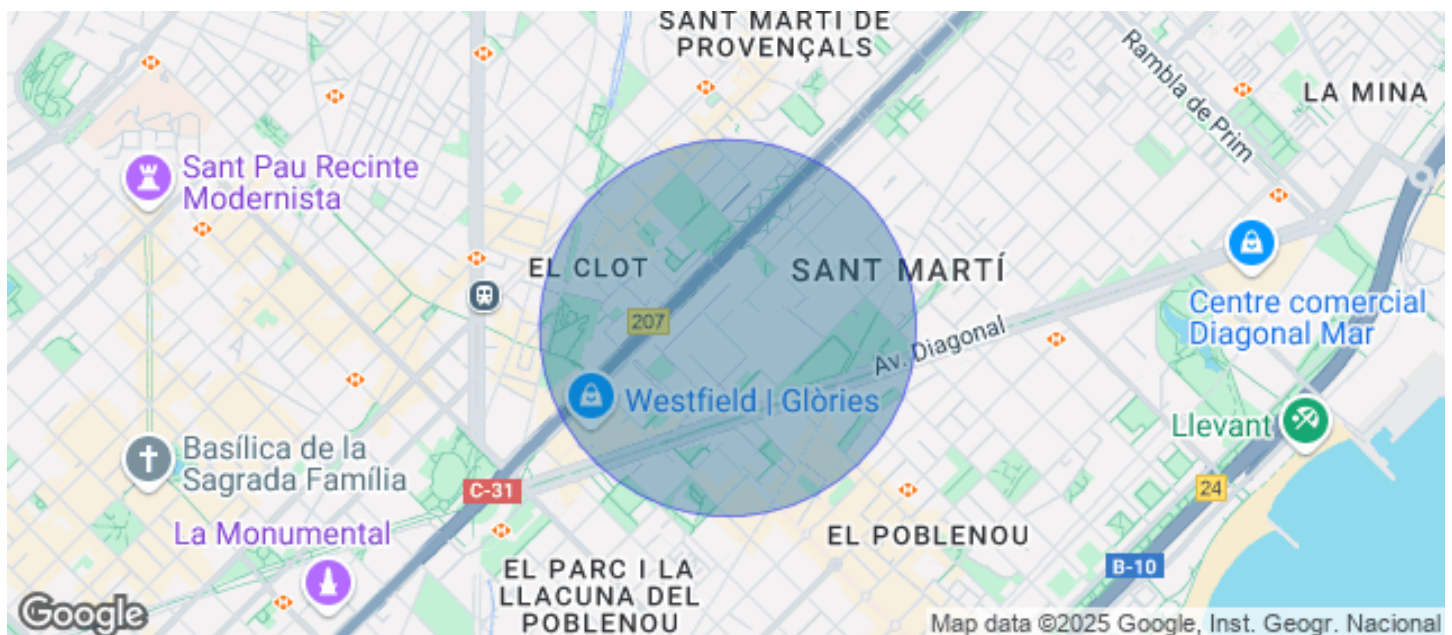 SANT MARTÍ DE
PROVENÇALS
Rambla de Prim
LA MINA
Sant Pau Recinte
Modernista
EL CLOT
SANT MARTÍ
207
Centre comercial
Diagonal Mar
Av. Diagonal
Westfield | Glòries
Llevant
Basílica de la
Sagrada Família
C-31
24
La Monumental
EL POBLENOU
B-10
EL PARC I LA
LLACUNA DEL
POBLENOU
Google
Map data ©2025 Google, Inst. Geogr. Nacional